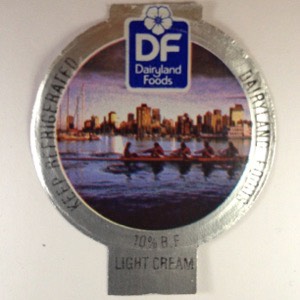 DF
Dairyland
Foods
KEEP REFRIGERATED
DAIRYLAND FOODS
10% B.F.
LIGHT CREAM